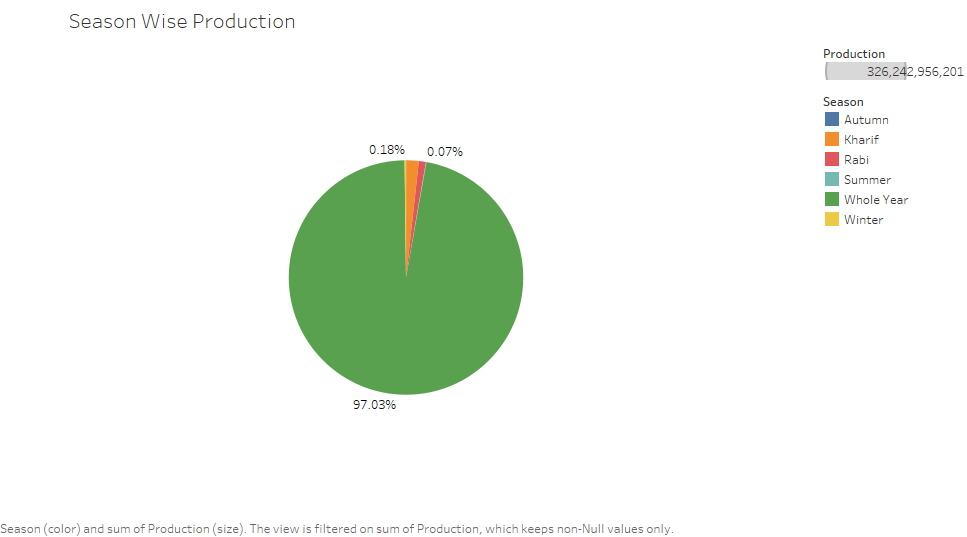 Season Wise Production
Production
326,242,956,201
Season
Autumn
Kharif
Rabi
Summer
Whole Year
Winter
0.18%
0.07%
97.03%
Season (color) and sum of Production (size). The view is filtered on sum of Production, which keeps non-Null values only.